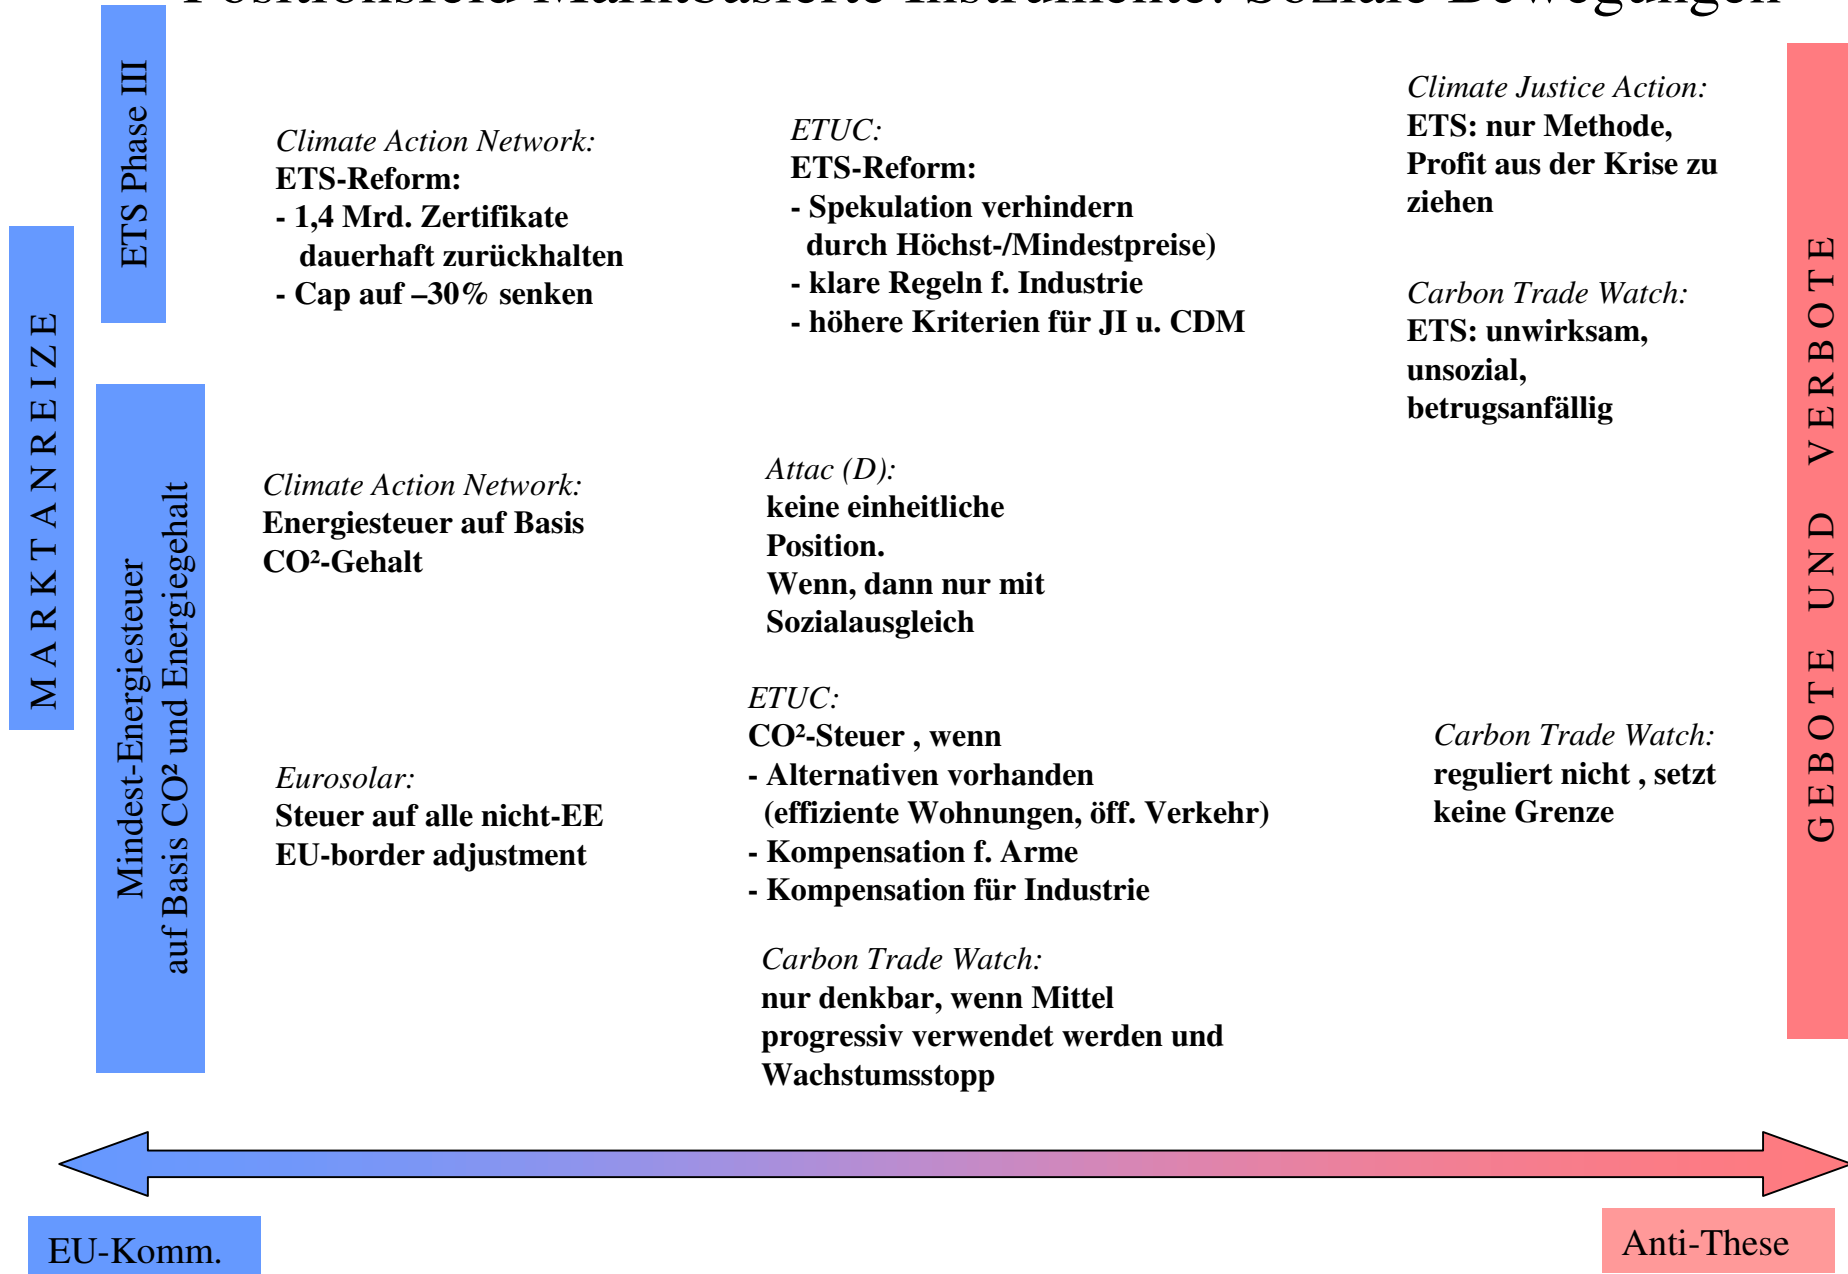 Positionsfeld Marktbasierte Instrumente: Soziale Bewegungen
MARKTANREIZE
ETS Phase III
Climate Action Network:
ETS-Reform:
- 1,4 Mrd. Zertifikate
dauerhaft zurückhalten
- Cap auf –30% senken
ETUC:
ETS-Reform:
- Spekulation verhindern
durch Höchst-/Mindestpreise)
- klare Regeln f. Industrie
- höhere Kriterien für JI u. CDM
Climate Justice Action:
ETS: nur Methode,
Profit aus der Krise zu
ziehen
Carbon Trade Watch:
ETS: unwirksam,
unsozial,
betrugsanfällig
Mindest-Energiesteuer
auf Basis CO² und Energiegehalt
Climate Action Network:
Energiesteuer auf Basis
CO²-Gehalt
Eurosolar:
Steuer auf alle nicht-EE
EU-border adjustment
Attac (D):
keine einheitliche
Position.
Wenn, dann nur mit
Sozialausgleich
ETUC:
CO²-Steuer , wenn
- Alternativen vorhanden
(effiziente Wohnungen, öff. Verkehr)
- Kompensation f. Arme
- Kompensation für Industrie
Carbon Trade Watch:
nur denkbar, wenn Mittel
progressiv verwendet werden und
Wachstumsstopp
Carbon Trade Watch:
reguliert nicht , setzt
keine Grenze
GEBOTE UND VERBOTE
EU-Komm.
Anti-These